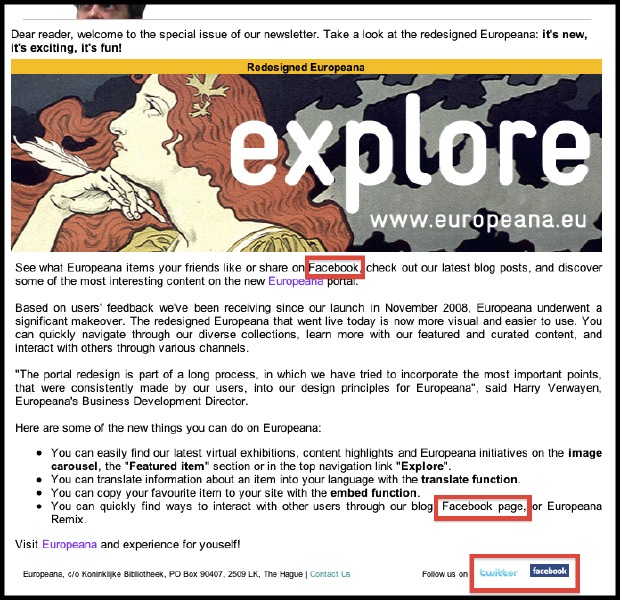 Dear reader, welcome to the special issue of our newsletter. Take a look at the redesigned Europeana: it's new,
it's exciting, it's fun!
Redesigned Europeana
explore
www.europeana.eu
See what Europeana items your friends like or share on Facebook, check out our latest blog posts, and discover
some of the most interesting content on the new Europeana portal.
Based on users' feedback we've been receiving since our launch in November 2008, Europeana underwent a
significant makeover. The redesigned Europeana that went live today is now more visual and easier to use. You
can quickly navigate through our diverse collections, learn more with our featured and curated content, and
interact with others through various channels.
"The portal redesign is part of a long process, in which we have tried to incorporate the most important points,
that were consistently made by our users, into our design principles for Europeana", said Harry Verwayen,
Europeana's Business Development Director.
Here are some of the new things you can do on Europeana:
• You can easily find our latest virtual exhibitions, content highlights and Europeana initiatives on the image
carousel, the "Featured item" section or in the top navigation link "Explore".
• You can translate information about an item into your language with the translate function.
• You can copy your favourite item to your site with the embed function.
• You can quickly find ways to interact with other users through our blog, Facebook page, or Europeana
Remix.
Visit Europeana and experience for youself!
Europeana, c/o Koninklijke Bibliotheek, PO Box 90407, 2509 LK, The Hague | Contact Us Follow us on twitter facebook